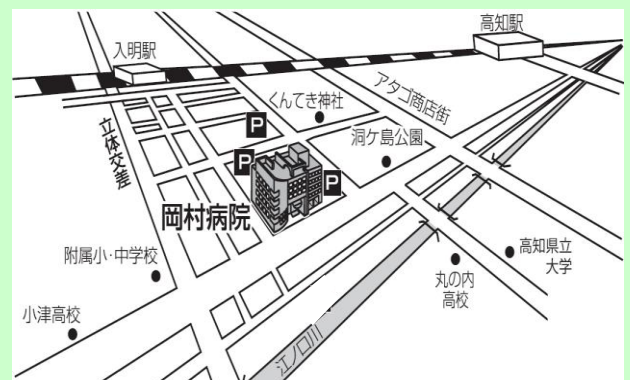 高知駅
入明駅
アタゴ商店街
くんてき神社
P
立体交差
洞ケ島公園
P
P
岡村病院
附属小・中学校
高知県立
大学
丸の内
高校
小津高校
江ノ口川